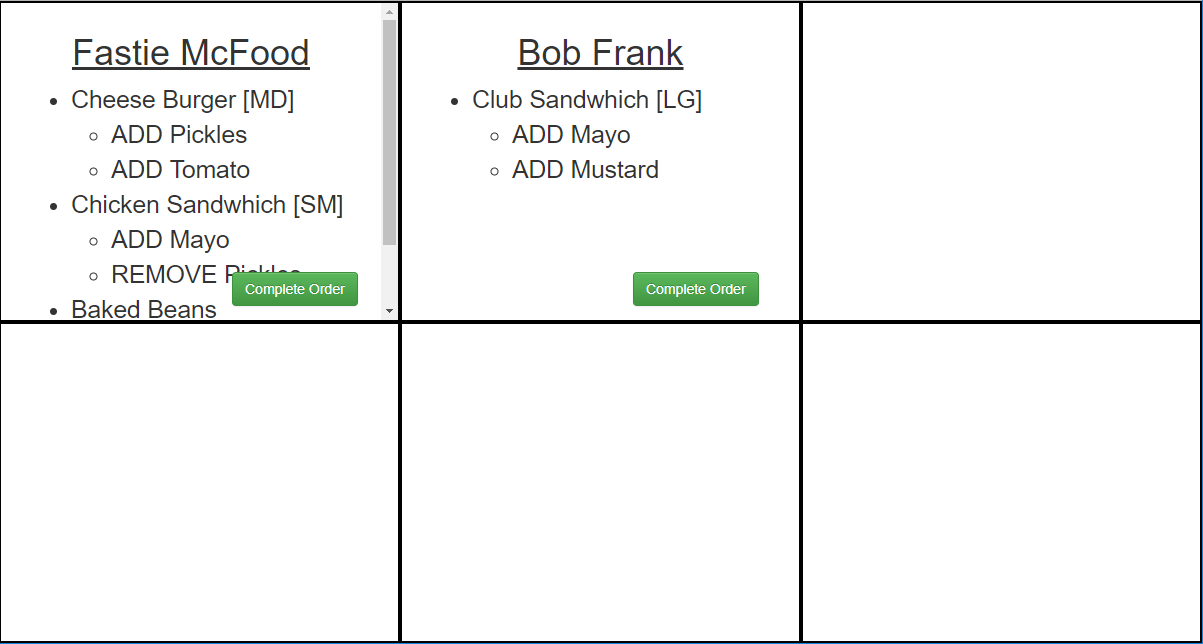 Fastie McFood
Cheese Burger [MD]
ADD Pickles
ADD Tomato
Chicken Sandwhich [SM]
ADD Mayo
REMOVE Pickles
Complete Order
Baked Beans
Bob Frank
Club Sandwhich [LG]
ADD Mayo
ADD Mustard
Complete Order